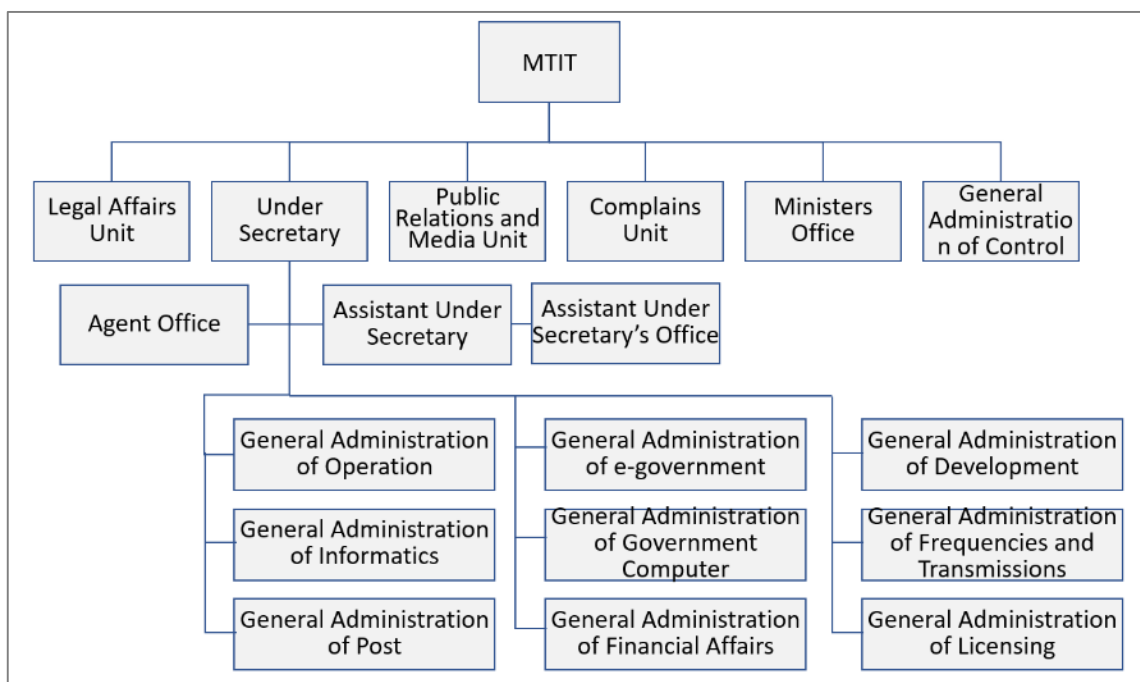 MTIT
Legal Affairs
Unit
Under
Secretary
Public
Relations and
Media Unit
Complains
Unit
Ministers
Office
General
Administratio
n of Control
Agent Office
Assistant Under
Secretary
Assistant Under
Secretary’s Office
General Administration
of Operation
General Administration
of e-government
General Administration
of Development
General Administration
of Informatics
General Administration
of Government
Computer
General Administration
of Frequencies and
Transmissions
General Administration
of Post
General Administration
of Financial Affairs
General Administration
of Licensing